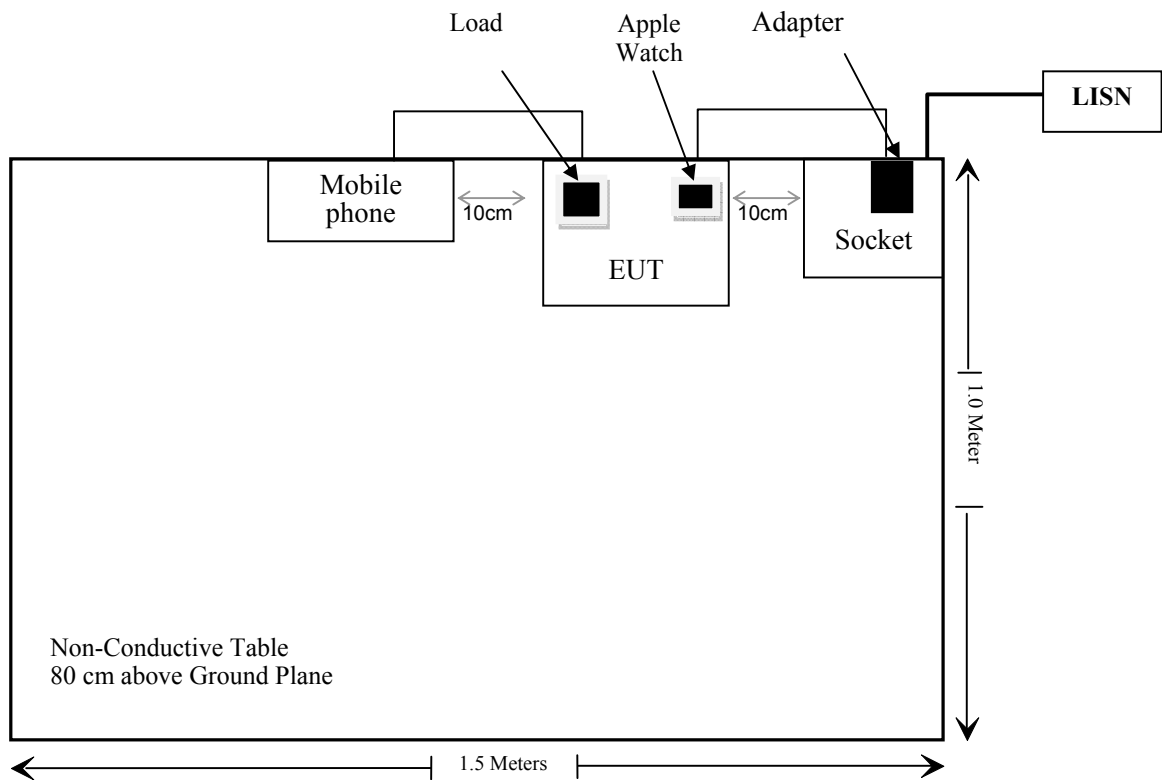 Load
Apple
Watch
Adapter
LISN
Mobile
phone
10cm
10cm
EUT
Socket
1.0 Meter
Non-Conductive Table
80 cm above Ground Plane
1.5 Meters